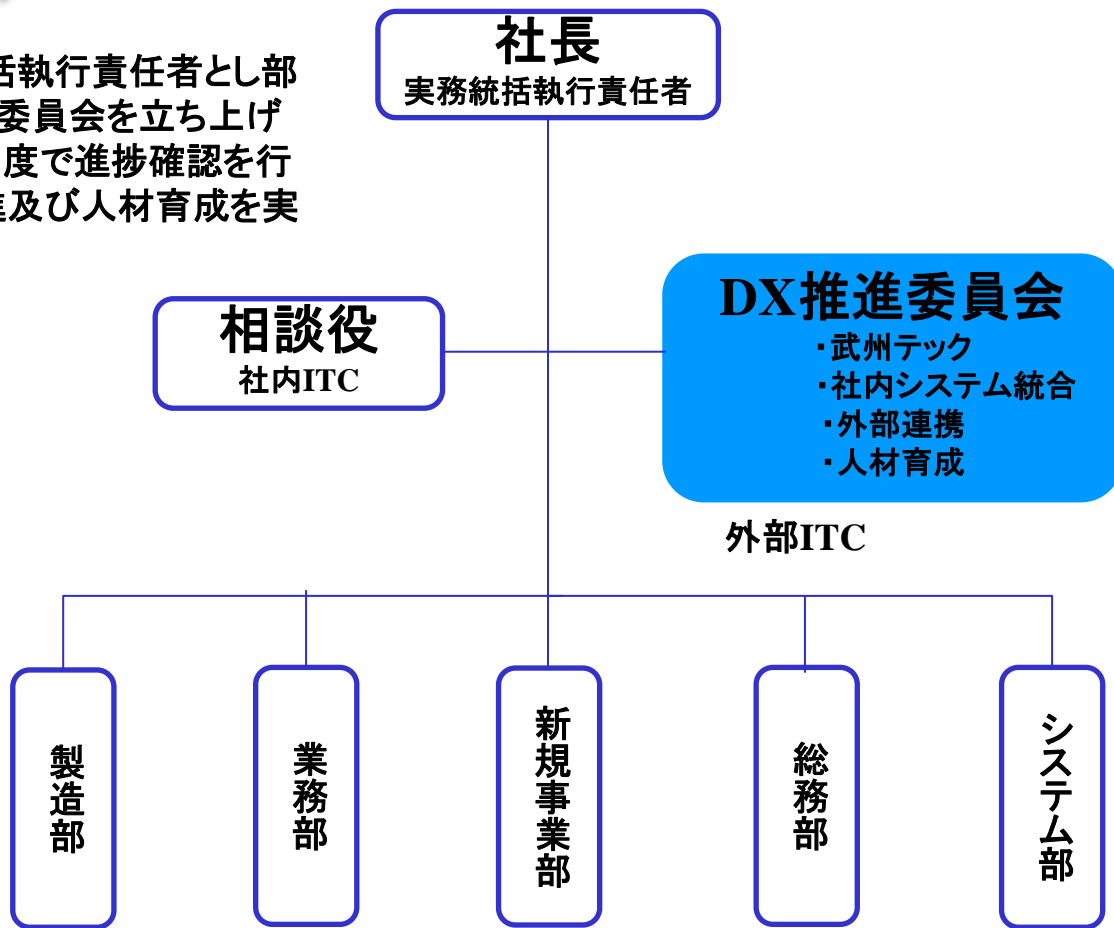 社長
実務統括執行責任者
括執行責任者とし部
委員会を立ち上げ
度で進捗確認を行
進及び人材育成を実
相談役
社内ITC
DX推進委員会
・武州テック
・社内システム統合
・外部連携
・人材育成
外部ITC
製造部
業務部
新規事業部
総務部
システム部